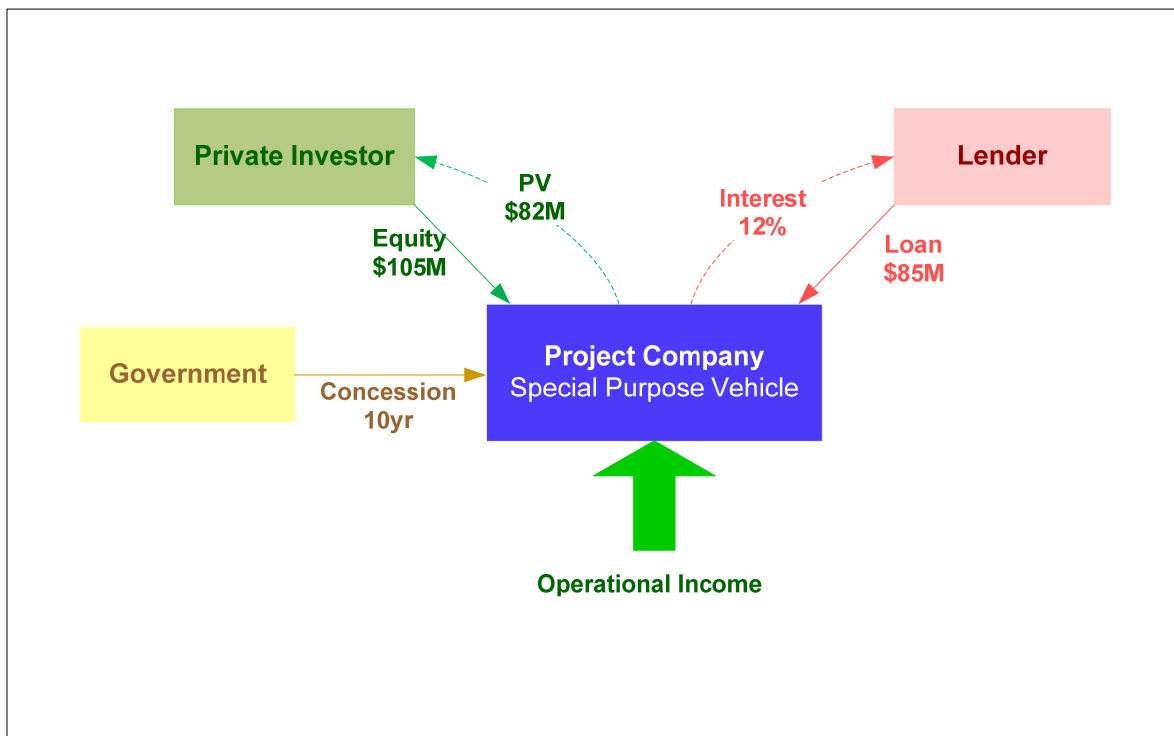 Private Investor
Lender
PV
$82M
Interest
12%
Equity
$105M
Loan
$85M
Government
Concession
10yr
Project Company
Special Purpose Vehicle
Operational Income